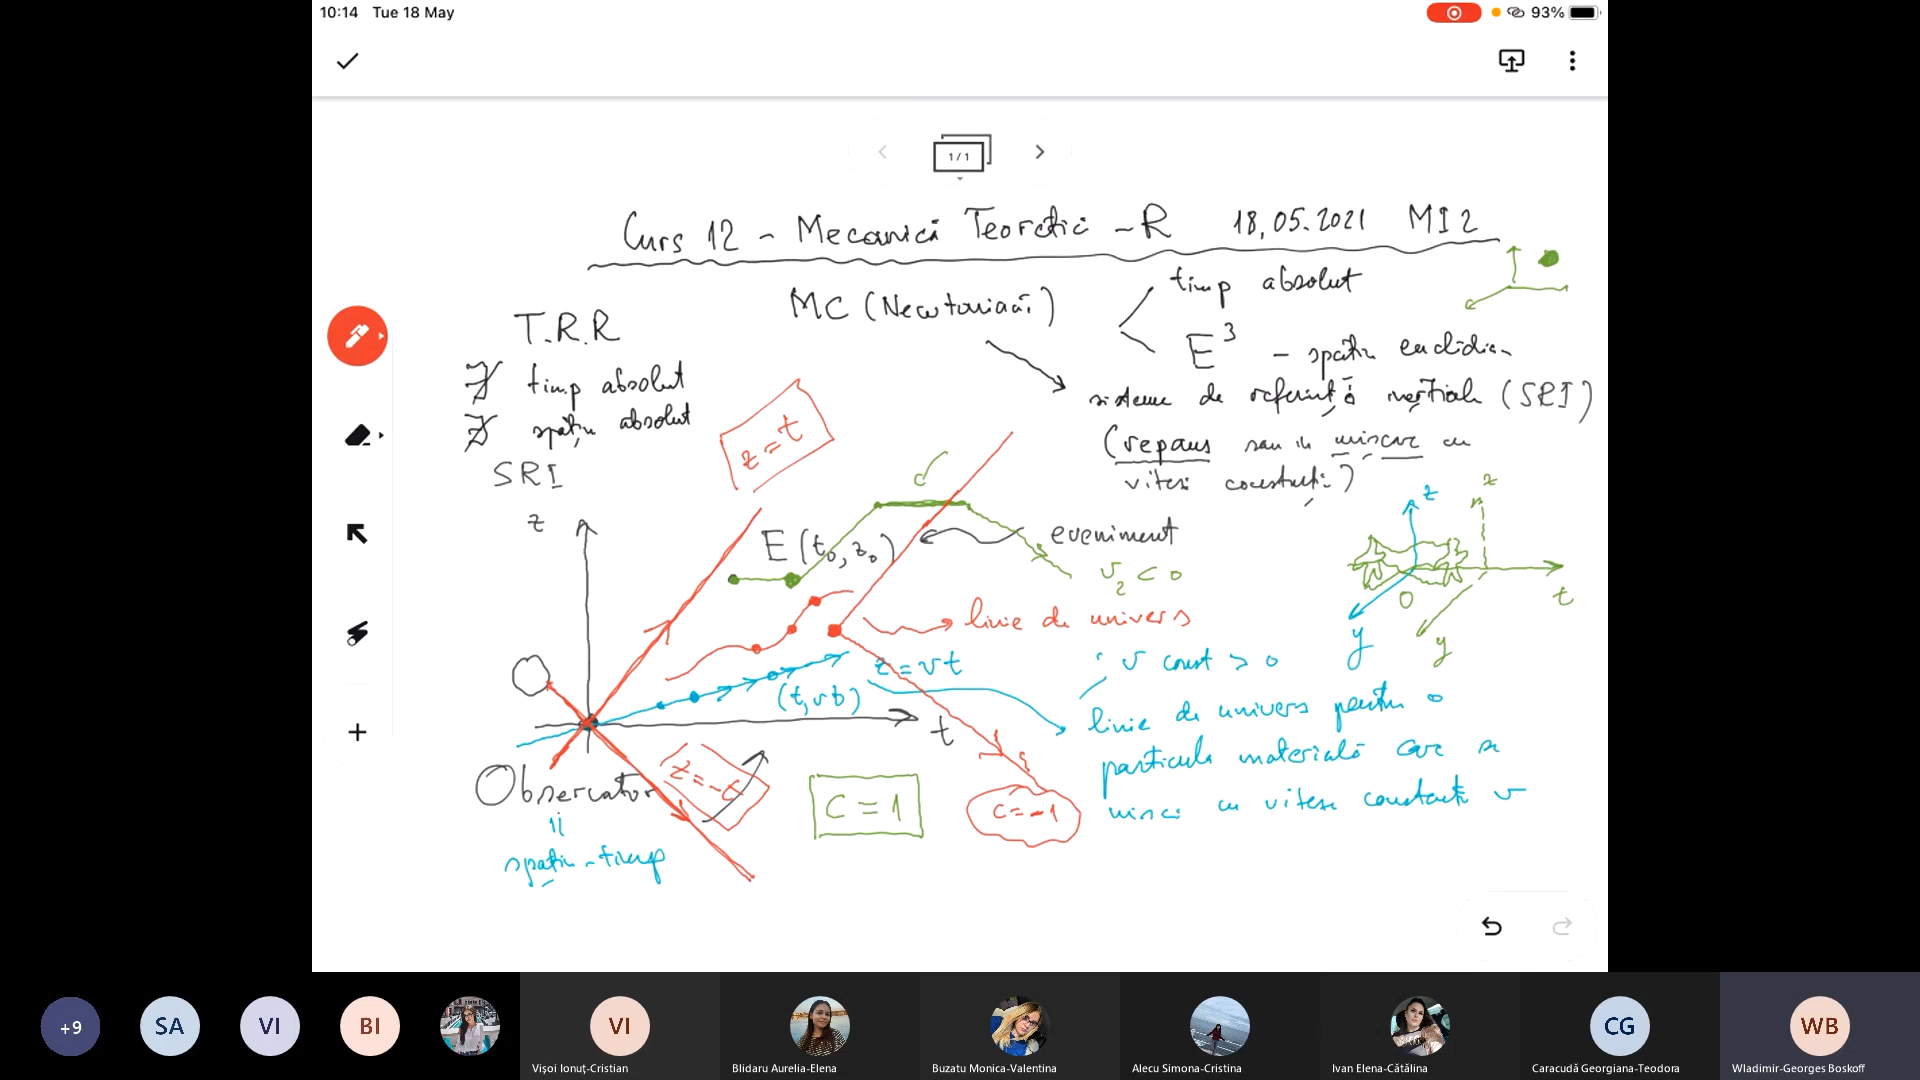 10:14 Tue 18 May
93%
1/1
Curs 12 - Mecanică Teoretică - R 18.05.2021 MI2
T.R.R
∄ timp absolut
∄ spațiu absolut
SRI
MC (Newtoniană)
timp absolut
E³ - spațiu euclidian
sisteme de referință inerțiale (SRI)
(repaus sau în mișcare cu
viteză constantă)
z = t
z
E (t₀, z₀)
eveniment
v₂ < 0
linie de univers
z = vt
v const > 0
(t, vt)
t
linie de univers pentru o
particulă materială care se
mișcă cu viteză constantă v
O
Observator
spațiu-timp
z = -t
C = 1
C = -1
z
z
O
t
y
y
+9
SA
VI
BI
VI
CG
WB
Vișoi Ionuț-Cristian
Blidaru Aurelia-Elena
Buzatu Monica-Valentina
Alecu Simona-Cristina
Ivan Elena-Cătălina
Caracudă Georgiana-Teodora
Wladimir-Georges Boskoff